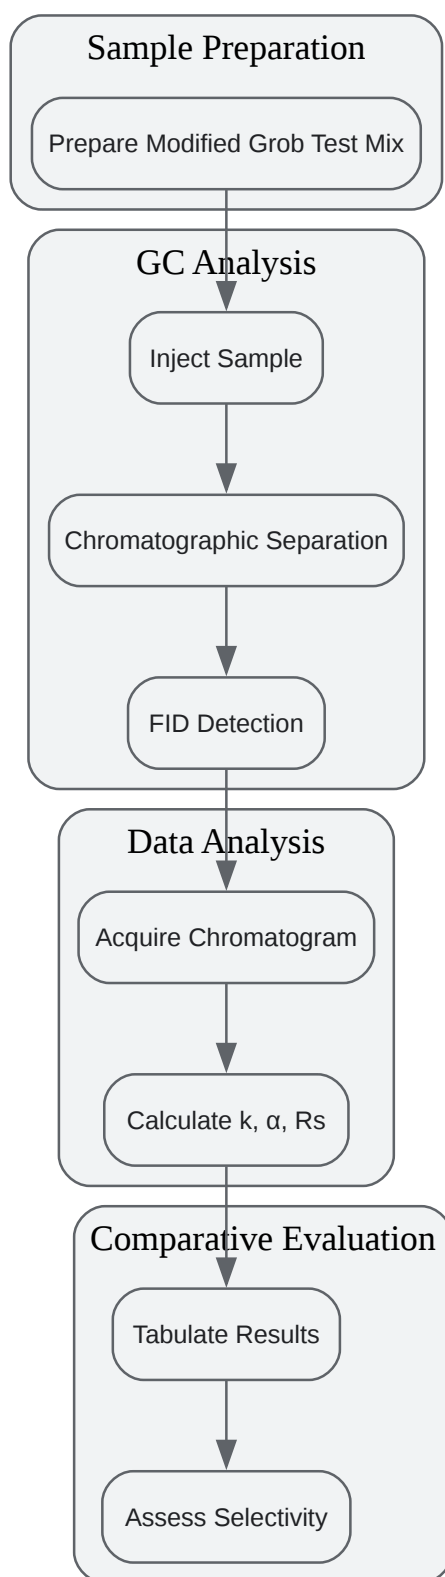 Sample Preparation
Prepare Modified Grob Test Mix
GC Analysis
Inject Sample
Chromatographic Separation
FID Detection
Data Analysis
Acquire Chromatogram
Calculate k, α, Rs
Comparative Evaluation
Tabulate Results
Assess Selectivity